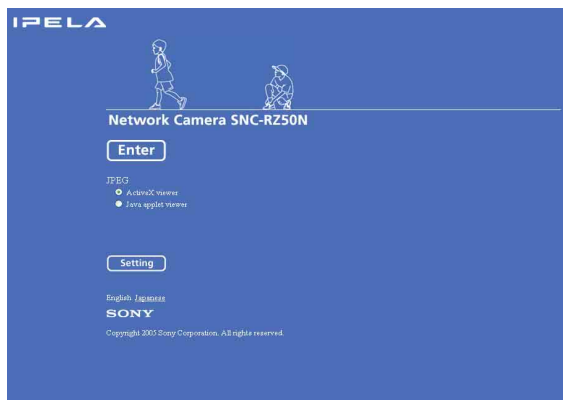 IPELA
Network Camera SNC-RZ50N
Enter
JPEG
ActiveX viewer
Java applet viewer
Setting
English Japanese
SONY
Copyright 2005 Sony Corporation. All rights reserved.